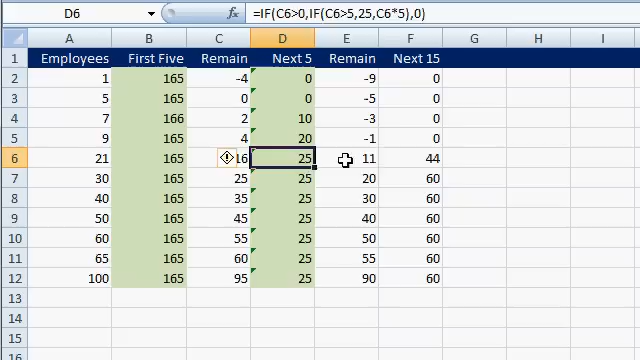 D6 fx =IF(C6>0,IF(C6>5,25,C6*5),0)
A B C D E F G H I
1 Employees First Five Remain Next 5 Remain Next 15
2 1 165 -4 0 -9 0
3 5 165 0 0 -5 0
4 7 166 2 10 -3 0
5 9 165 4 20 -1 0
6 21 165 16 25 11 44
7 30 165 25 25 20 60
8 40 165 35 25 30 60
9 50 165 45 25 40 60
10 60 165 55 25 50 60
11 65 165 60 25 55 60
12 100 165 95 25 90 60
13
14
15
16